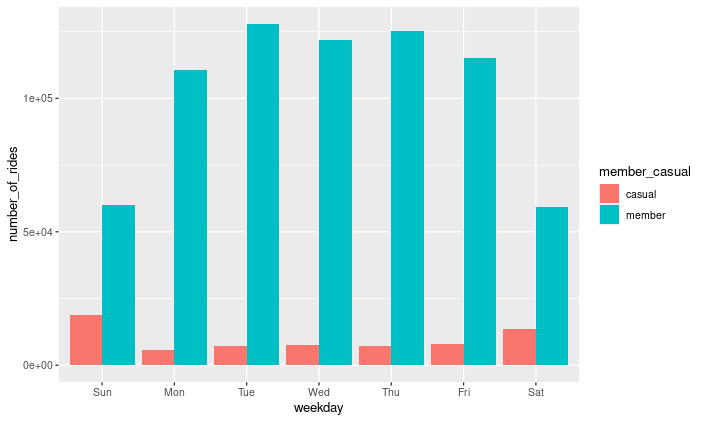 1e+05
5e+04
0e+00
number_of_rides
Sun Mon Tue Wed Thu Fri Sat
weekday
member_casual
casual
member